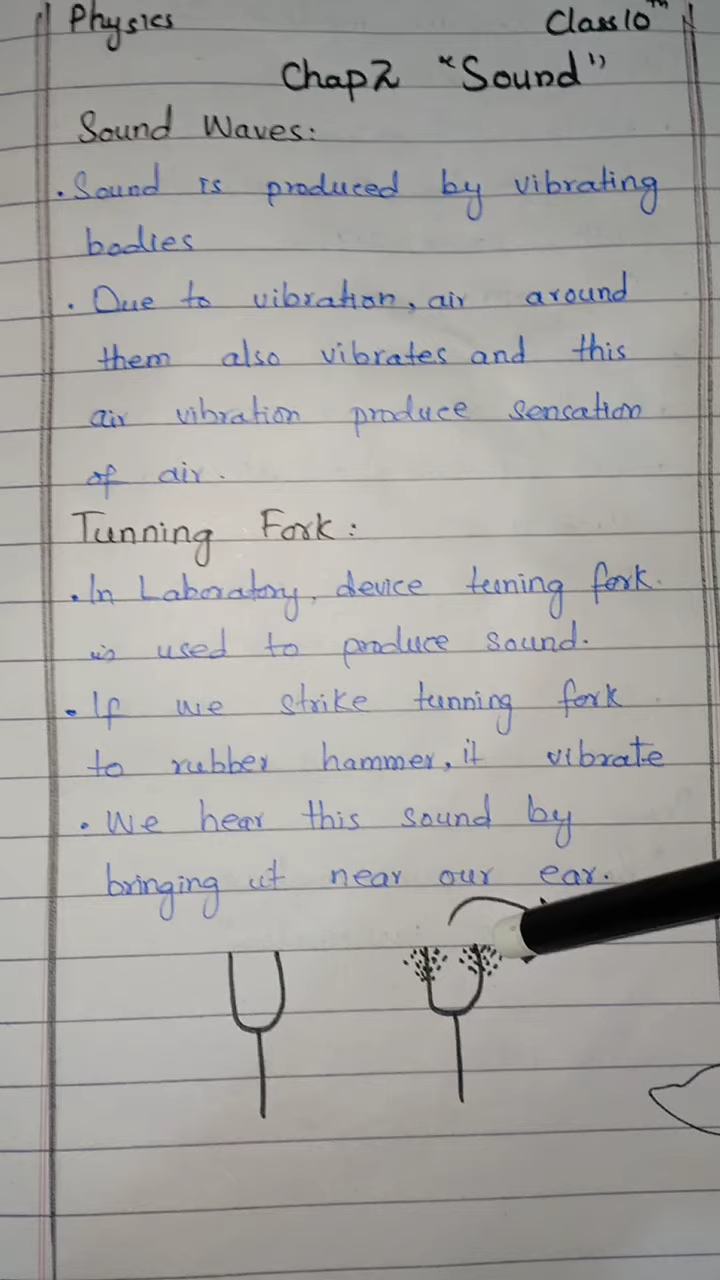 Physics Class 10th
Chap 2 "Sound"
Sound Waves:
. Sound is produced by vibrating
bodies
. Due to vibration, air around
them also vibrates and this
air vibration produce sensation
of air.
Tunning Fork:
. In Laboratory, device tuning fork.
is used to produce sound.
. If we strike tunning fork
to rubber hammer, it vibrate
. We hear this sound by
bringing it near our ear.